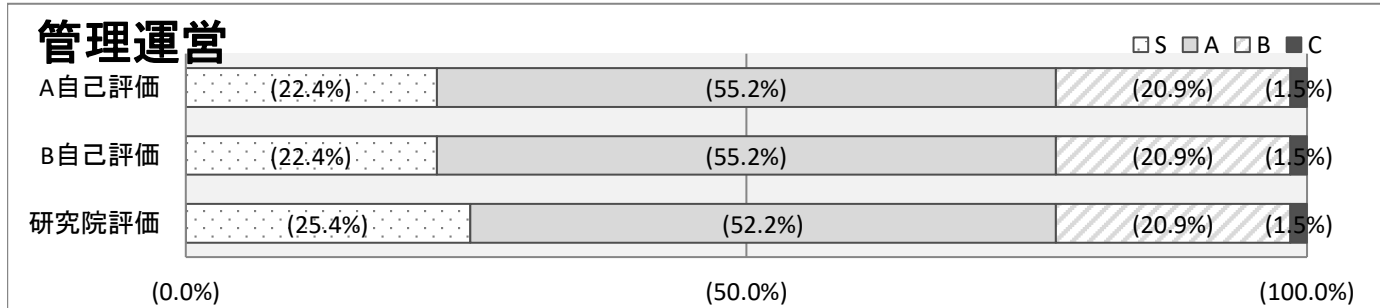 管理運営
S A B C
A自己評価 (22.4%) (55.2%) (20.9%) (1.5%)
B自己評価 (22.4%) (55.2%) (20.9%) (1.5%)
研究院評価 (25.4%) (52.2%) (20.9%) (1.5%)
(0.0%) (50.0%) (100.0%)